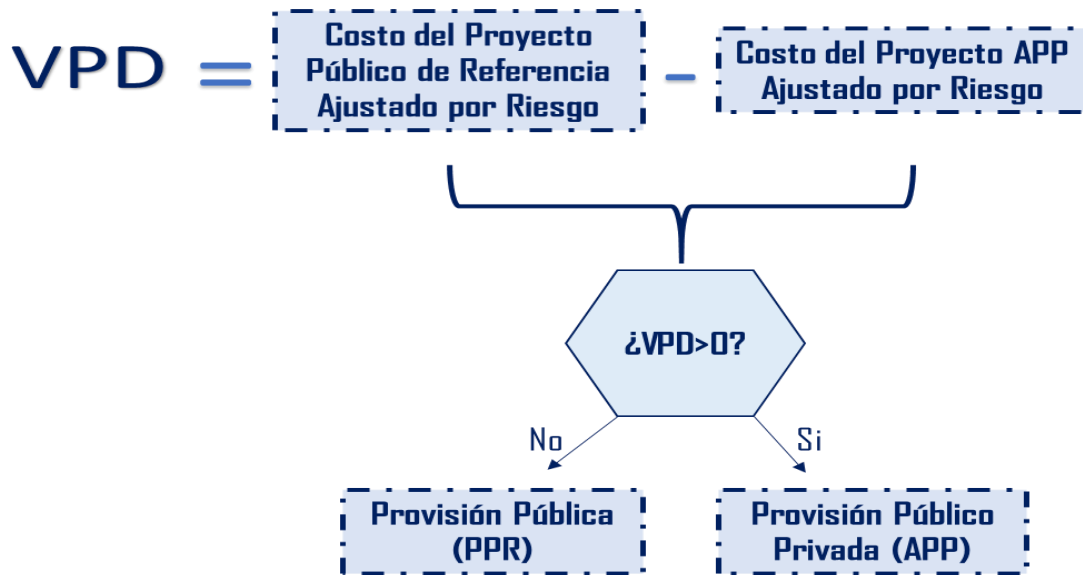 VPD =
Costo del Proyecto
Público de Referencia
Ajustado por Riesgo
-
Costo del Proyecto APP
Ajustado por Riesgo
¿VPD>0?
No
Si
Provisión Pública
(PPR)
Provisión Público
Privada (APP)